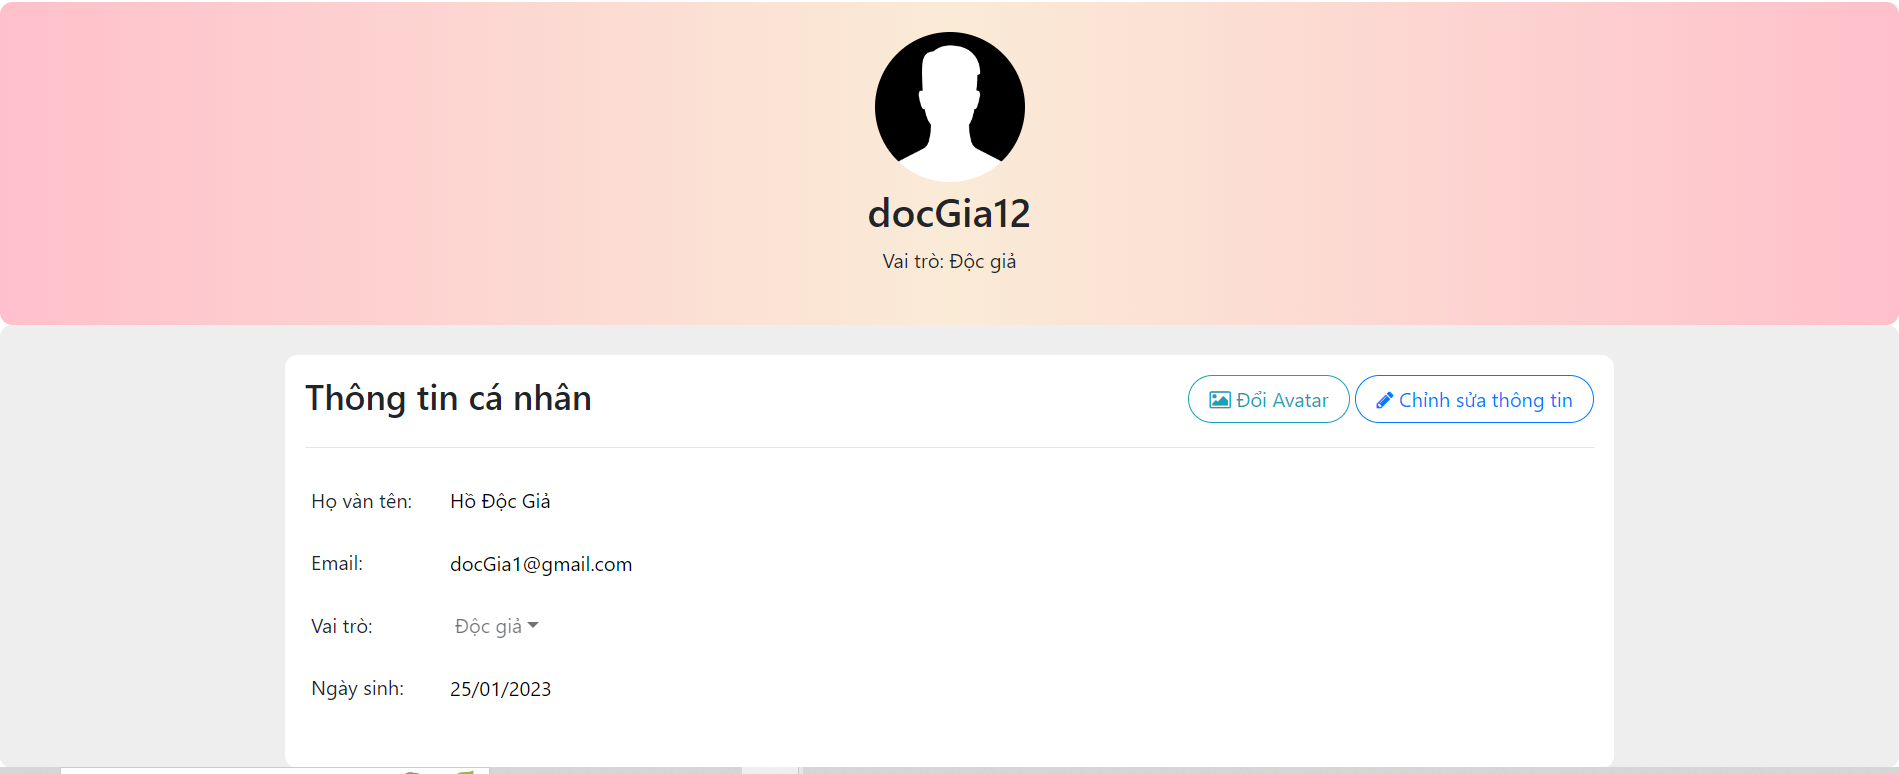 docGia12
Vai trò: Độc giả
Thông tin cá nhân
Đổi Avatar
Chỉnh sửa thông tin
Họ vàn tên: Hồ Độc Giả
Email: docGia1@gmail.com
Vai trò: Độc giả
Ngày sinh: 25/01/2023